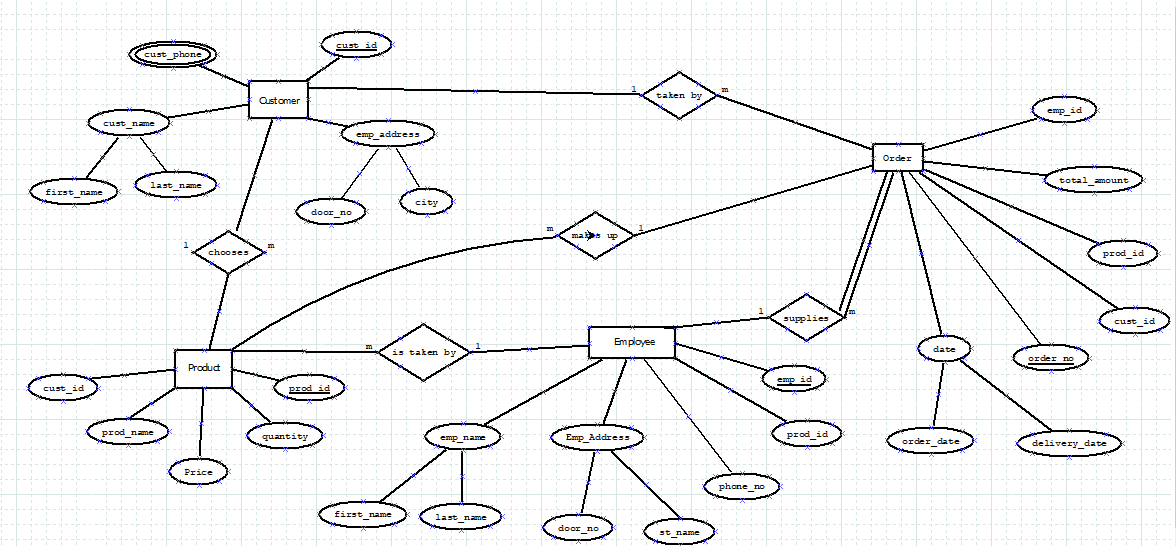 cust_phone
cust_id
Customer
1
taken by
m
emp_id
cust_name
emp_address
Order
total_amount
first_name
last_name
door_no
city
m
makes up
1
prod_id
1
chooses
m
1
supplies
m
cust_id
m
is taken by
1
Employee
date
order_no
Product
cust_id
prod_id
emp_id
prod_name
quantity
emp_name
Emp_Address
prod_id
order_date
delivery_date
Price
phone_no
first_name
last_name
door_no
st_name